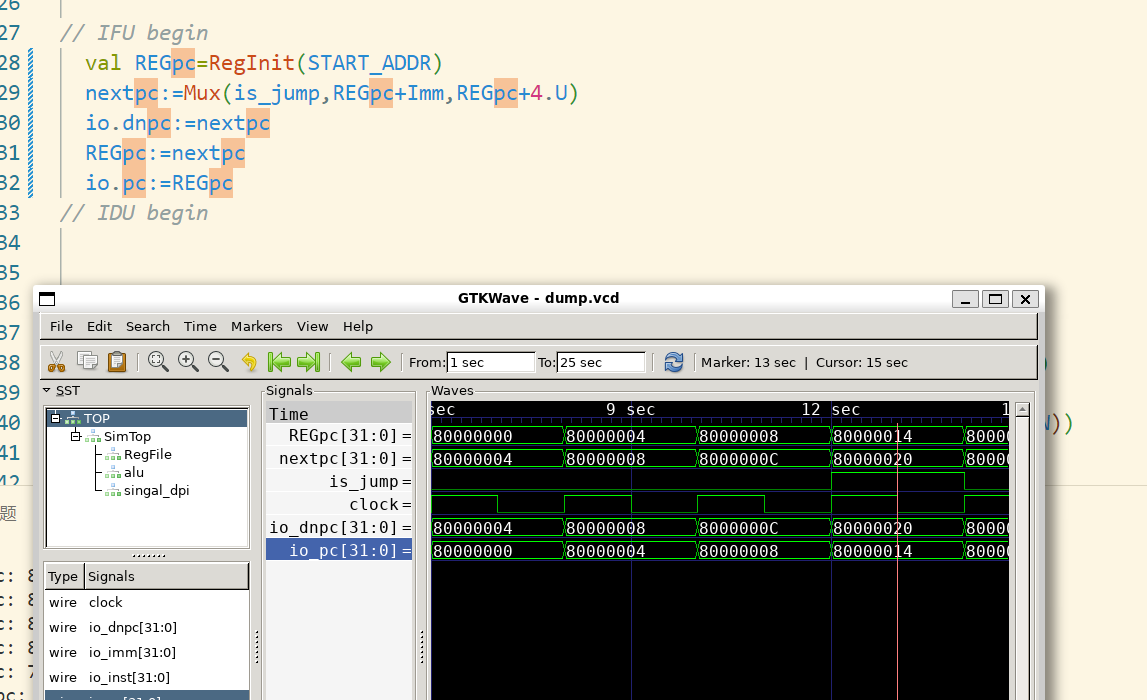 26
27 // IFU begin
28 val REGpc=RegInit(START_ADDR)
29 nextpc:=Mux(is_jump,REGpc+Imm,REGpc+4.U)
30 io.dnpc:=nextpc
31 REGpc:=nextpc
32 io.pc:=REGpc
33 // IDU begin
34
35
36
37
38
39
40 ))
41
42
题
GTKWave - dump.vcd
File Edit Search Time Markers View Help
From: 1 sec To: 25 sec Marker: 13 sec | Cursor: 15 sec
SST
TOP
SimTop
RegFile
alu
singal_dpi
Type Signals
wire clock
wire io_dnpc[31:0]
wire io_imm[31:0]
wire io_inst[31:0]
Signals
Time
REGpc[31:0] =
nextpc[31:0] =
is_jump =
clock =
io_dnpc[31:0] =
io_pc[31:0] =
Waves
sec 9 sec 12 sec 1
80000000 80000004 80000008 80000014 8000
80000004 80000008 8000000C 80000020 8000
80000004 80000008 8000000C 80000020 8000
80000000 80000004 80000008 80000014 8000
c: 8
c: 8
c: 8
c: 8
c: 7
pc: